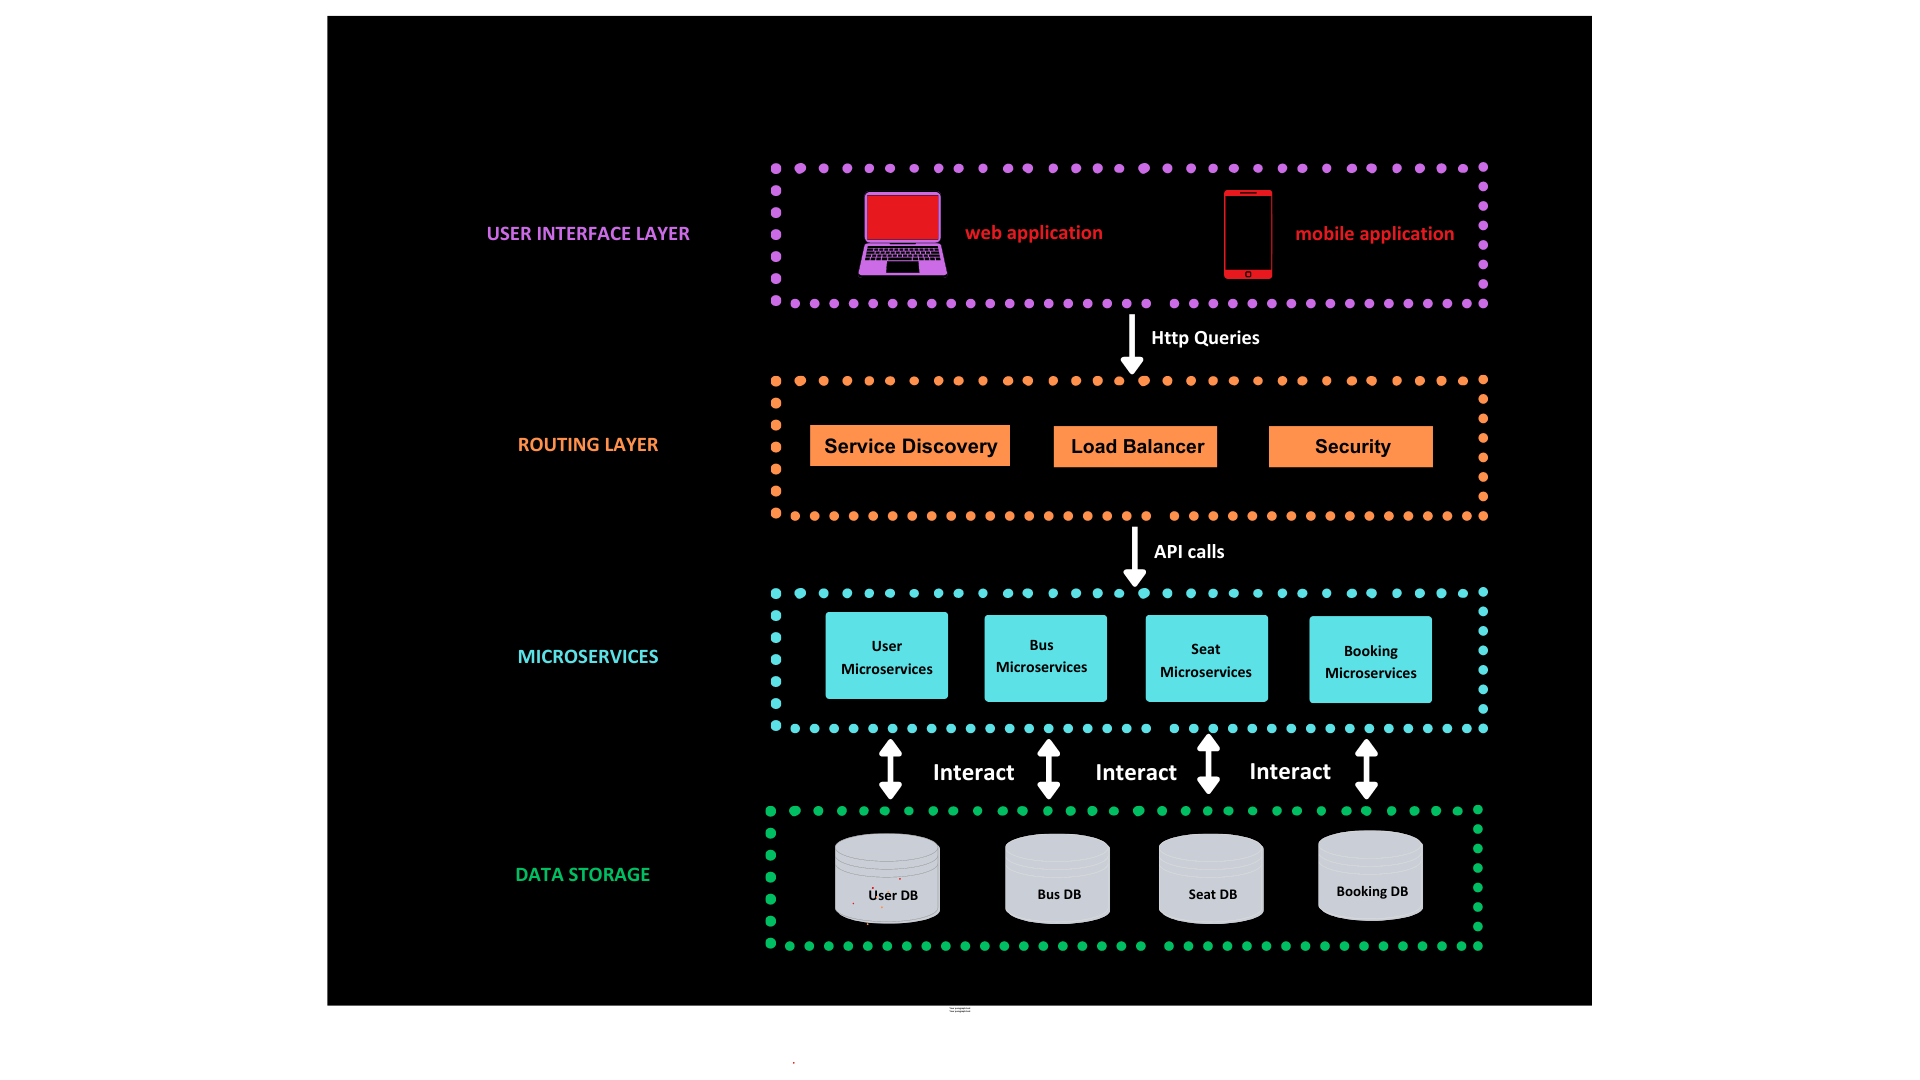 USER INTERFACE LAYER
web application
mobile application
Http Queries
ROUTING LAYER
Service Discovery
Load Balancer
Security
API calls
MICROSERVICES
User
Microservices
Bus
Microservices
Seat
Microservices
Booking
Microservices
Interact
Interact
Interact
DATA STORAGE
User DB
Bus DB
Seat DB
Booking DB